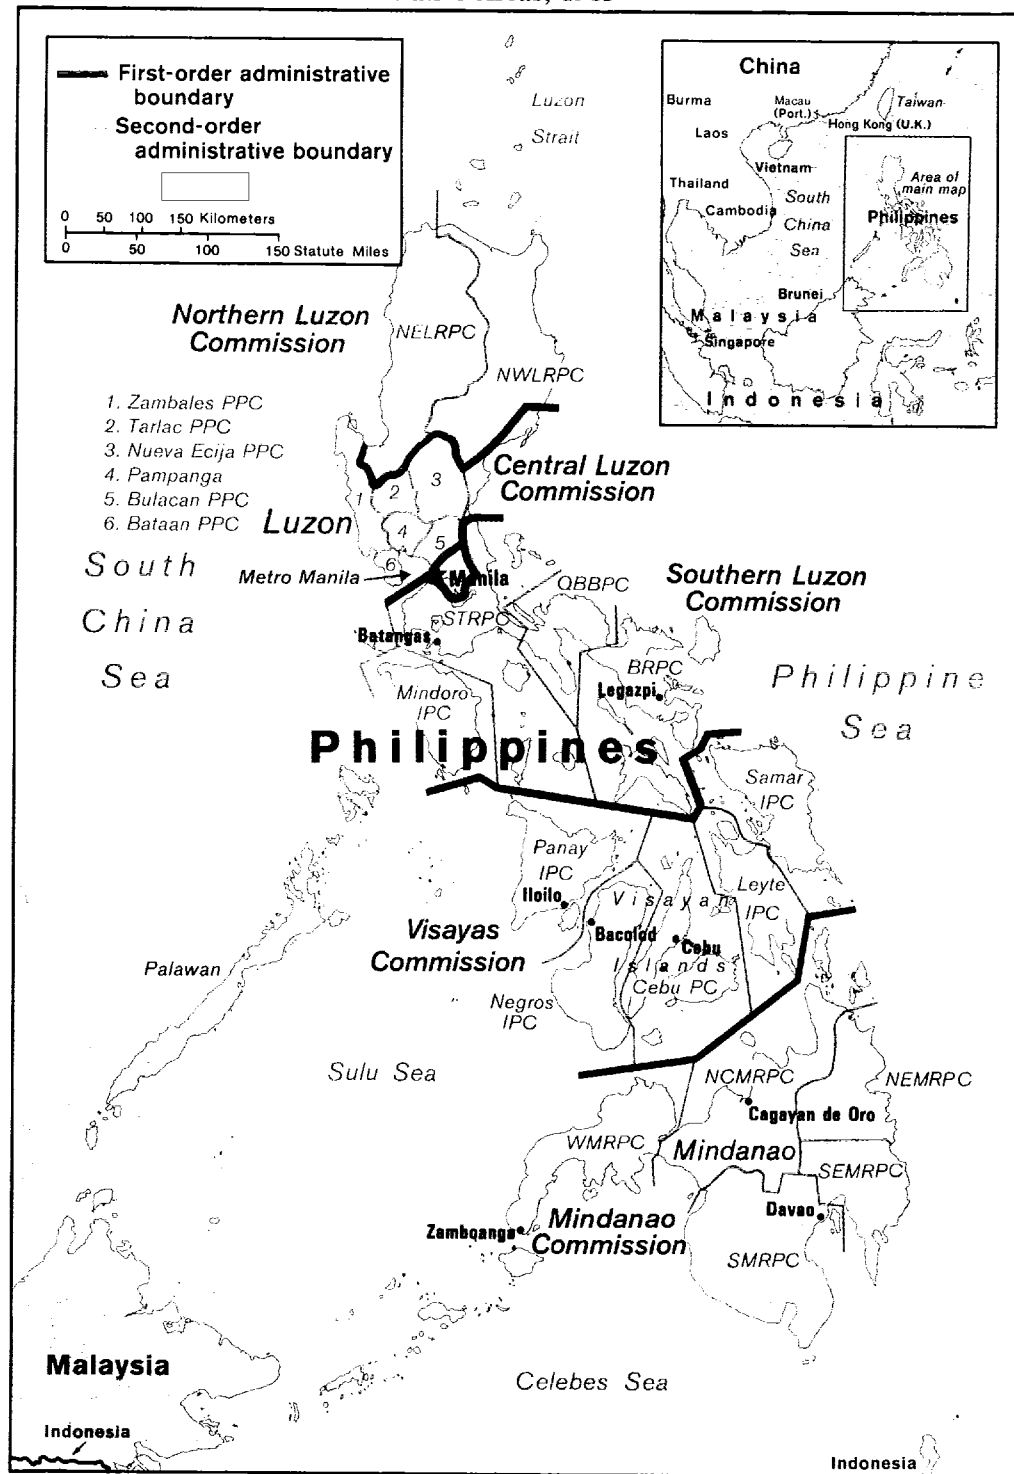 First-order administrative
boundary
Second-order
administrative boundary
0 50 100 150 Kilometers
0 50 100 150 Statute Miles
Luzon
Strait
China
Burma
Macau
(Port.)
Taiwan
Hong Kong (U.K.)
Laos
Vietnam
Area of
main map
Thailand
South
Cambodia
China
Philippines
Sea
Brunei
Malaysia
Singapore
Indonesia
Northern Luzon
Commission
NELRPC
NWLRPC
1. Zambales PPC
2. Tarlac PPC
3. Nueva Ecija PPC
4. Pampanga
5. Bulacan PPC
6. Bataan PPC
1
2
3
4
5
6
Central Luzon
Commission
Luzon
South
China
Sea
Metro Manila
Manila
QBBPC
Southern Luzon
Commission
STRPC
Batangas
BRPC
Legazpi
Mindoro
IPC
Philippine
Sea
Philippines
Samar
IPC
Panay
IPC
Iloilo
Leyte
IPC
Visayan
Islands
Bacolod
Cebu
Cebu PC
Visayas
Commission
Negros
IPC
Palawan
Sulu Sea
NCMRPC
NEMRPC
Cagayan de Oro
WMRPC
Mindanao
SEMRPC
Davao
Zamboanga
Mindanao
Commission
SMRPC
Malaysia
Celebes Sea
Indonesia
Indonesia